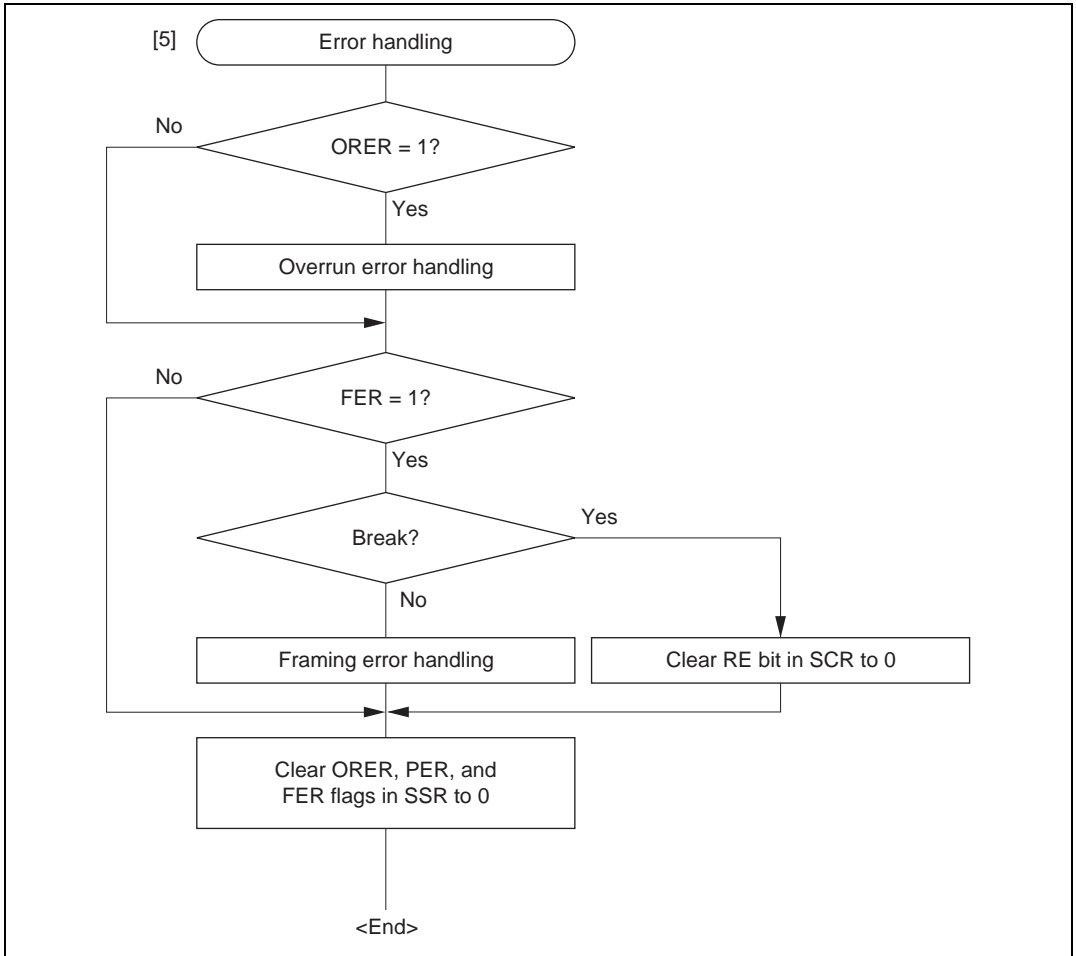 [5]
Error handling
No
ORER = 1?
Yes
Overrun error handling
No
FER = 1?
Yes
Yes
Break?
No
Framing error handling
Clear RE bit in SCR to 0
Clear ORER, PER, and
FER flags in SSR to 0
<End>